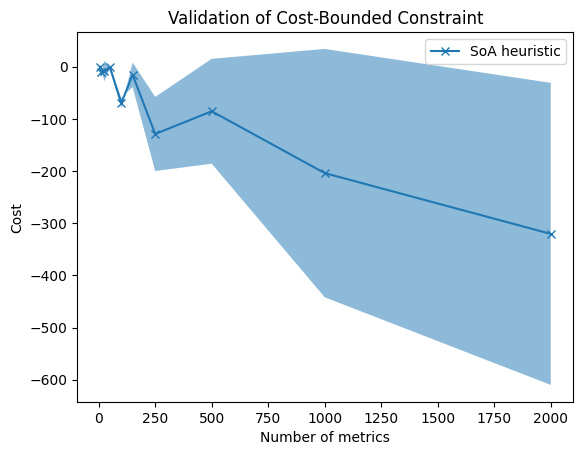 Validation of Cost-Bounded Constraint
SoA heuristic
Cost
0
−100
−200
−300
−400
−500
−600
0 250 500 750 1000 1250 1500 1750 2000
Number of metrics